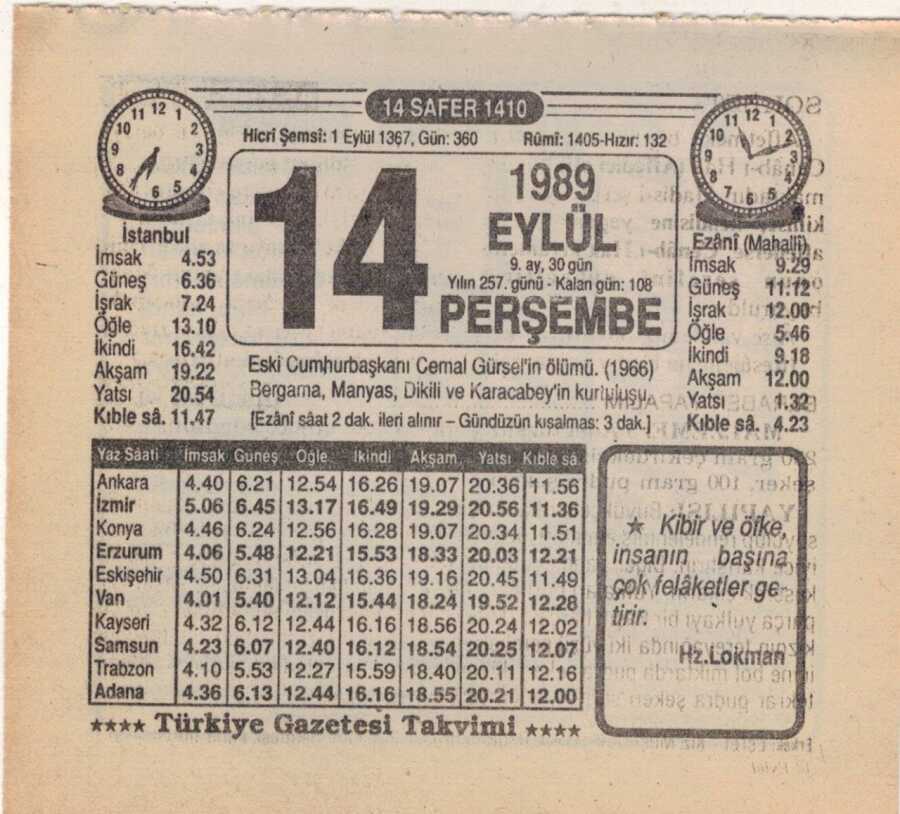 14 SAFER 1410
Hicrî Şemsî: 1 Eylül 1367, Gün: 360 Rûmî: 1405-Hızır: 132
14
1989
EYLÜL
9. ay, 30 gün
Yılın 257. günü - Kalan gün: 108
PERŞEMBE
İstanbul
İmsak 4.53
Güneş 6.36
İşrak 7.24
Öğle 13.10
İkindi 16.42
Akşam 19.22
Yatsı 20.54
Kıble sâ. 11.47
Ezânî (Mahallî)
İmsak 9.29
Güneş 11.12
İşrak 12.00
Öğle 5.46
İkindi 9.18
Akşam 12.00
Yatsı 1.32
Kıble sâ. 4.23
Eski Cumhurbaşkanı Cemal Gürsel'in ölümü. (1966)
Bergama, Manyas, Dikili ve Karacabey'in kurtuluşu.
[Ezânî sâat 2 dak. ileri alınır – Gündüzün kısalması: 3 dak.]
Yaz Sâati İmsak Güneş Öğle İkindi Akşam Yatsı Kıble sâ.
Ankara 4.40 6.21 12.54 16.26 19.07 20.36 11.56
İzmir 5.06 6.45 13.17 16.49 19.29 20.56 11.36
Konya 4.46 6.24 12.56 16.28 19.07 20.34 11.51
Erzurum 4.06 5.48 12.21 15.53 18.33 20.03 12.21
Eskişehir 4.50 6.31 13.04 16.36 19.16 20.45 11.49
Van 4.01 5.40 12.12 15.44 18.24 19.52 12.28
Kayseri 4.32 6.12 12.44 16.16 18.56 20.24 12.02
Samsun 4.23 6.07 12.40 16.12 18.54 20.25 12.07
Trabzon 4.10 5.53 12.27 15.59 18.40 20.11 12.16
Adana 4.36 6.13 12.44 16.16 18.55 20.21 12.00
★ Kibir ve öfke,
insanın başına
çok felâketler ge-
tirir.
Hz.Lokman
★★★★ Türkiye Gazetesi Takvimi ★★★★